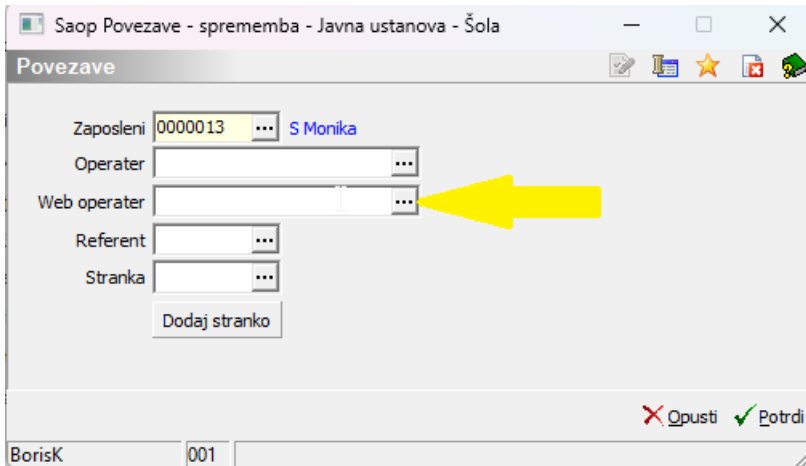 Saop Povezave - sprememba - Javna ustanova - Šola
Povezave
Zaposleni 0000013 ... S Monika
Operater ...
Web operater ...
Referent ...
Stranka ...
Dodaj stranko
Opusti Potrdi
BorisK 001